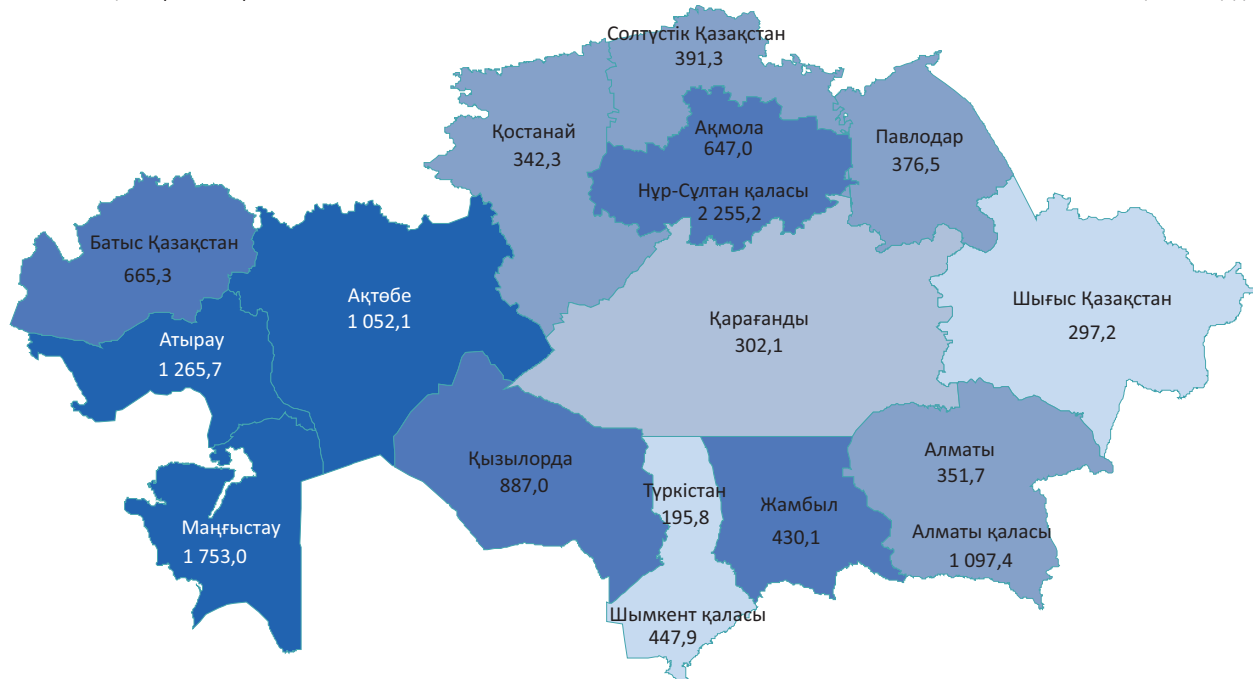 Солтүстік Қазақстан
391,3
Қостанай
342,3
Ақмола
647,0
Павлодар
376,5
Нұр-Сұлтан қаласы
2 255,2
Батыс Қазақстан
665,3
Ақтөбе
1 052,1
Шығыс Қазақстан
297,2
Атырау
1 265,7
Қарағанды
302,1
Қызылорда
887,0
Түркістан
195,8
Жамбыл
430,1
Алматы
351,7
Маңғыстау
1 753,0
Алматы қаласы
1 097,4
Шымкент қаласы
447,9